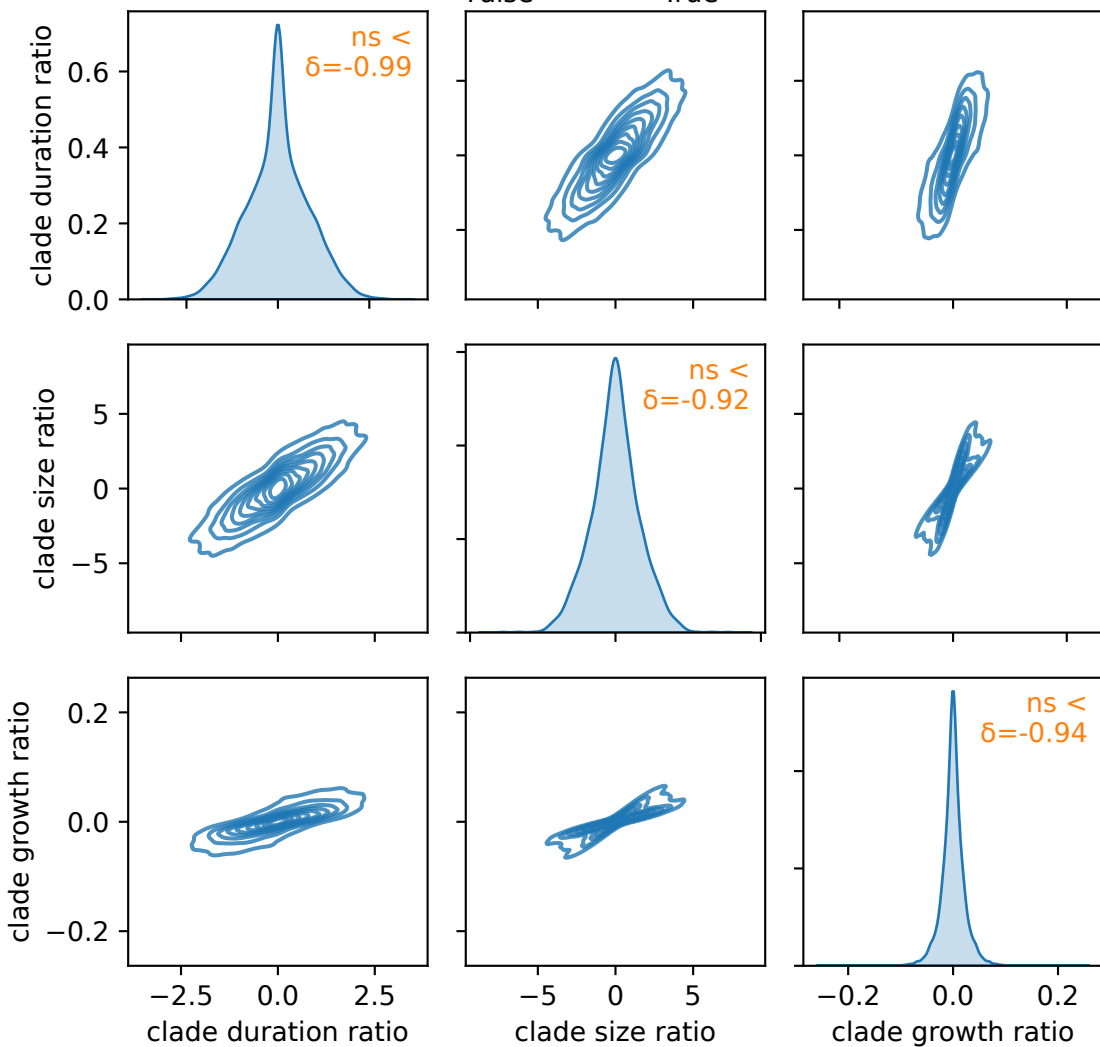 clade duration ratio
0.6
0.4
0.2
0.0
ns <
δ=-0.99
clade size ratio
5
0
−5
ns <
δ=-0.92
clade growth ratio
0.2
0.0
−0.2
ns <
δ=-0.94
−2.5 0.0 2.5
clade duration ratio
−5 0 5
clade size ratio
−0.2 0.0 0.2
clade growth ratio